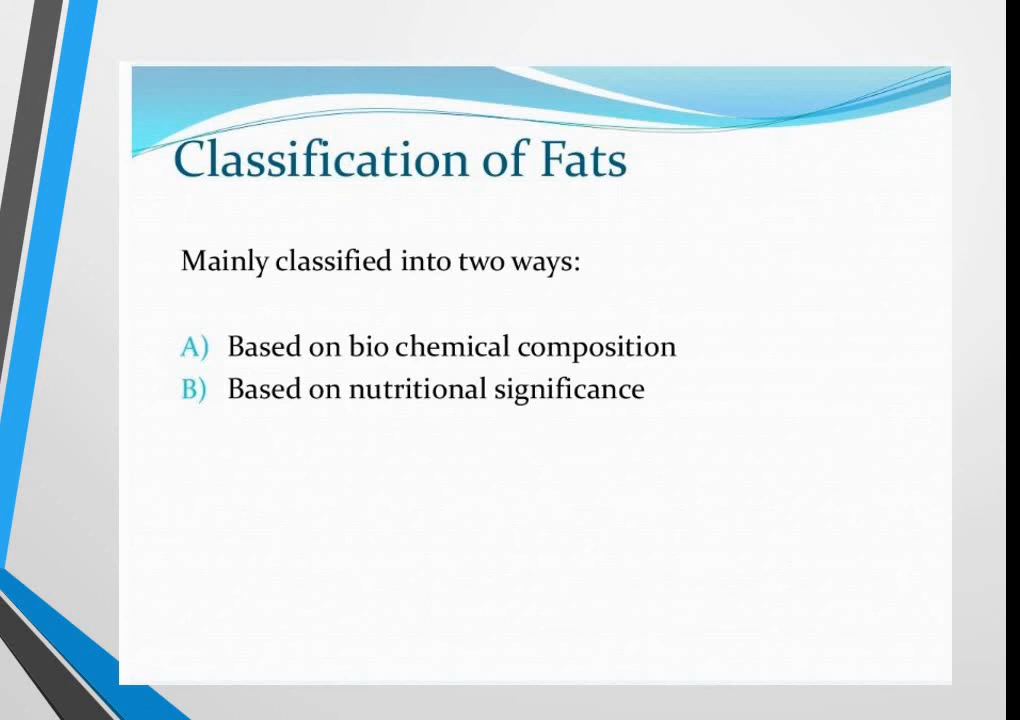 Classification of Fats
Mainly classified into two ways:
A) Based on bio chemical composition
B) Based on nutritional significance